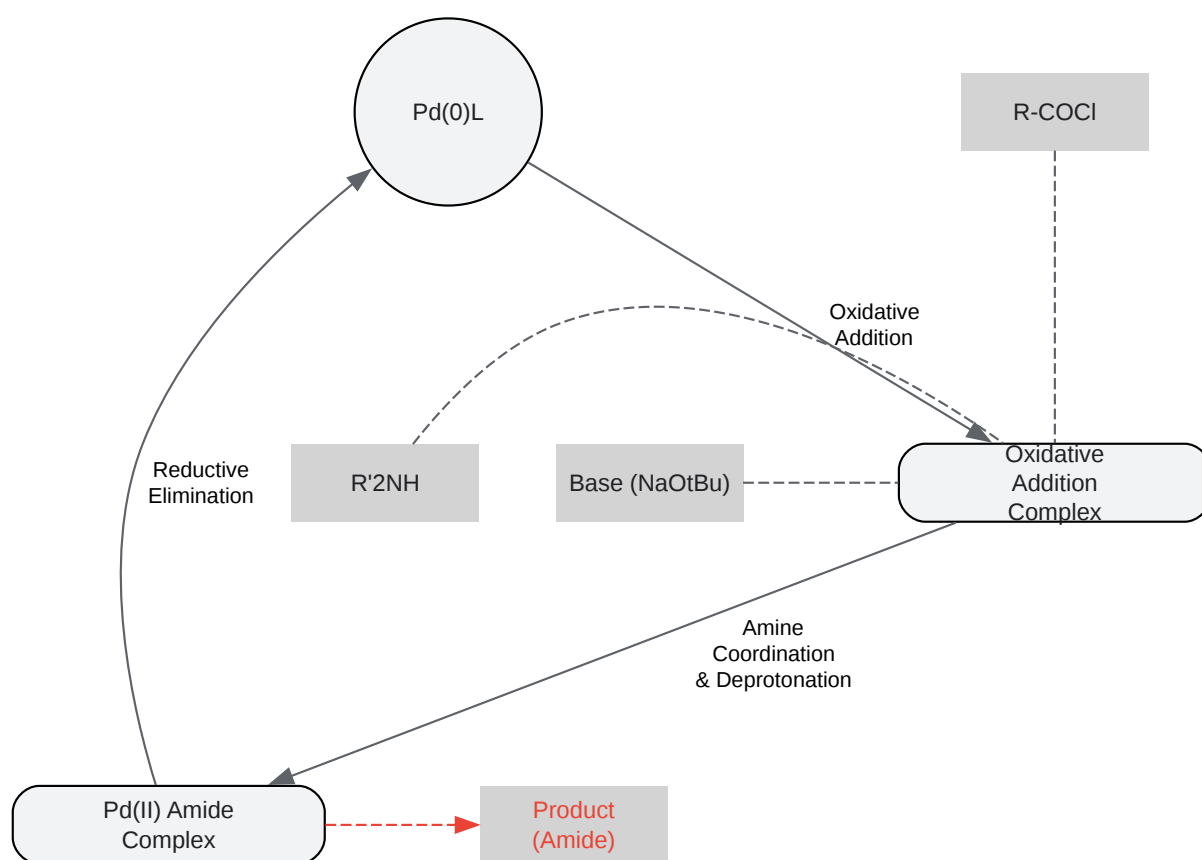 Pd(0)L
R-COCl
Oxidative
Addition
R'2NH
Base (NaOtBu)
Oxidative
Addition
Complex
Reductive
Elimination
Amine
Coordination
& Deprotonation
Pd(II) Amide
Complex
Product
(Amide)